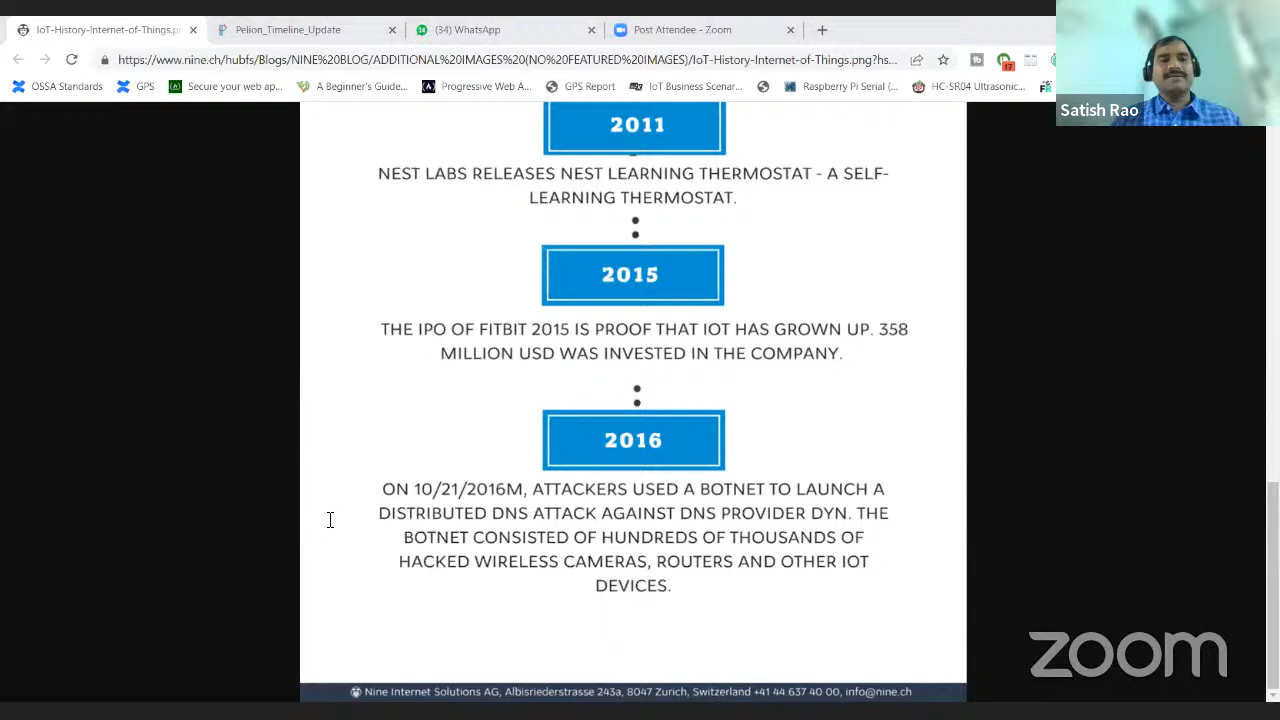 IoT-History-Internet-of-Things.p
Pelion_Timeline_Update
(34) WhatsApp
Post Attendee - Zoom
https://www.nine.ch/hubfs/Blogs/NINE%20BLOG/ADDITIONAL%20IMAGES%20(NO%20FEATURED%20IMAGES)/IoT-History-Internet-of-Things.png?hs...
17
OSSA Standards
GPS
Secure your web ap...
A Beginner's Guide...
Progressive Web A...
GPS Report
IoT Business Scenar...
Raspberry Pi Serial (...
HC-SR04 Ultrasonic...
Satish Rao
2011
NEST LABS RELEASES NEST LEARNING THERMOSTAT - A SELF-
LEARNING THERMOSTAT.
2015
THE IPO OF FITBIT 2015 IS PROOF THAT IOT HAS GROWN UP. 358
MILLION USD WAS INVESTED IN THE COMPANY.
2016
ON 10/21/2016M, ATTACKERS USED A BOTNET TO LAUNCH A
DISTRIBUTED DNS ATTACK AGAINST DNS PROVIDER DYN. THE
BOTNET CONSISTED OF HUNDREDS OF THOUSANDS OF
HACKED WIRELESS CAMERAS, ROUTERS AND OTHER IOT
DEVICES.
zoom
Nine Internet Solutions AG, Albisriederstrasse 243a, 8047 Zurich, Switzerland +41 44 637 40 00, info@nine.ch